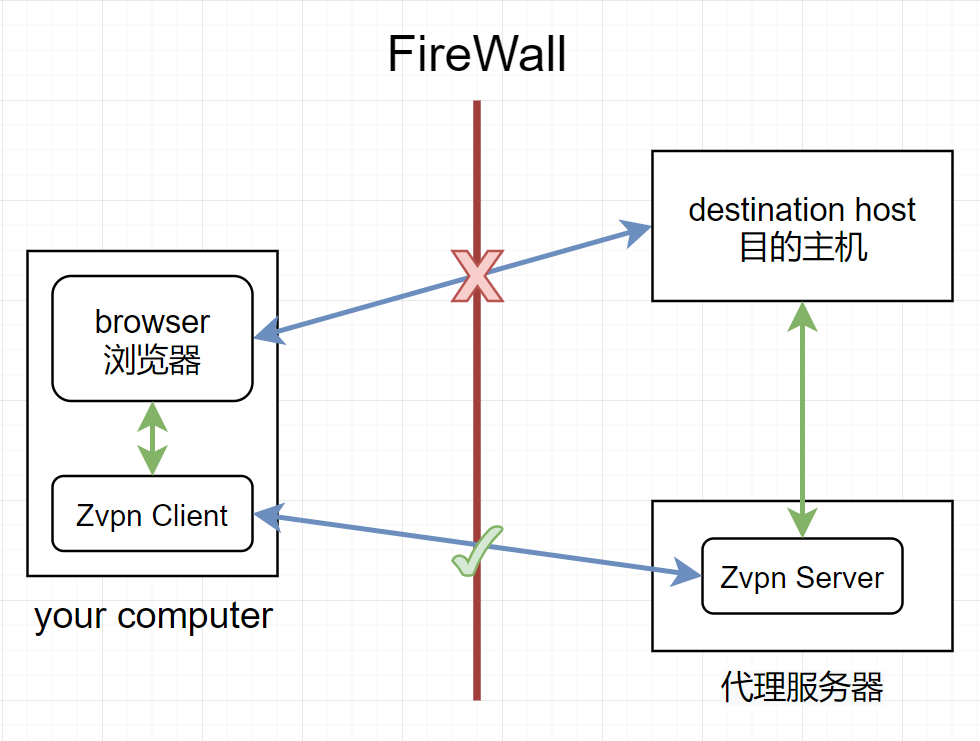 FireWall
destination host
目的主机
browser
浏览器
Zvpn Client
Zvpn Server
your computer
代理服务器